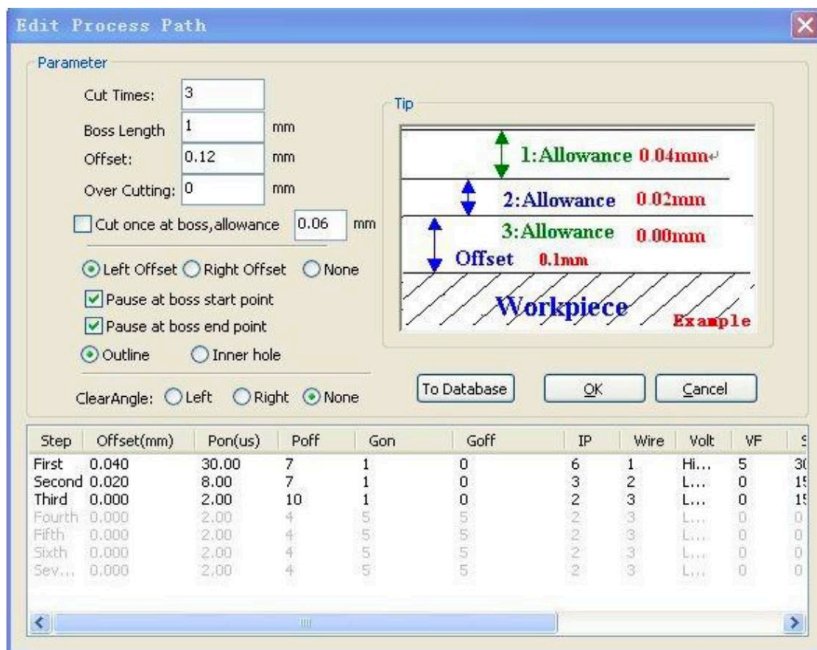 Edit Process Path
Parameter
Cut Times: 3
Boss Length 1 mm
Offset: 0.12 mm
Over Cutting: 0 mm
Cut once at boss,allowance 0.06 mm
Left Offset Right Offset None
Pause at boss start point
Pause at boss end point
Outline Inner hole
ClearAngle: Left Right None
Tip
1:Allowance 0.04mm↵
2:Allowance 0.02mm
3:Allowance 0.00mm
Offset 0.1mm
Workpiece
Example
To Database OK Cancel
Step Offset(mm) Pon(us) Poff Gon Goff IP Wire Volt VF
First 0.040 30.00 7 1 0 6 1 Hi... 5 30
Second 0.020 8.00 7 1 0 3 2 L... 0 15
Third 0.000 2.00 10 1 0 2 3 L... 0 15
Fourth 0.000 2.00 4 5 5 2 3 L... 0 0
Fifth 0.000 2.00 4 5 5 2 3 L... 0 0
Sixth 0.000 2.00 4 5 5 2 3 L... 0 0
Sev... 0.000 2.00 4 5 5 2 3 L... 0 0